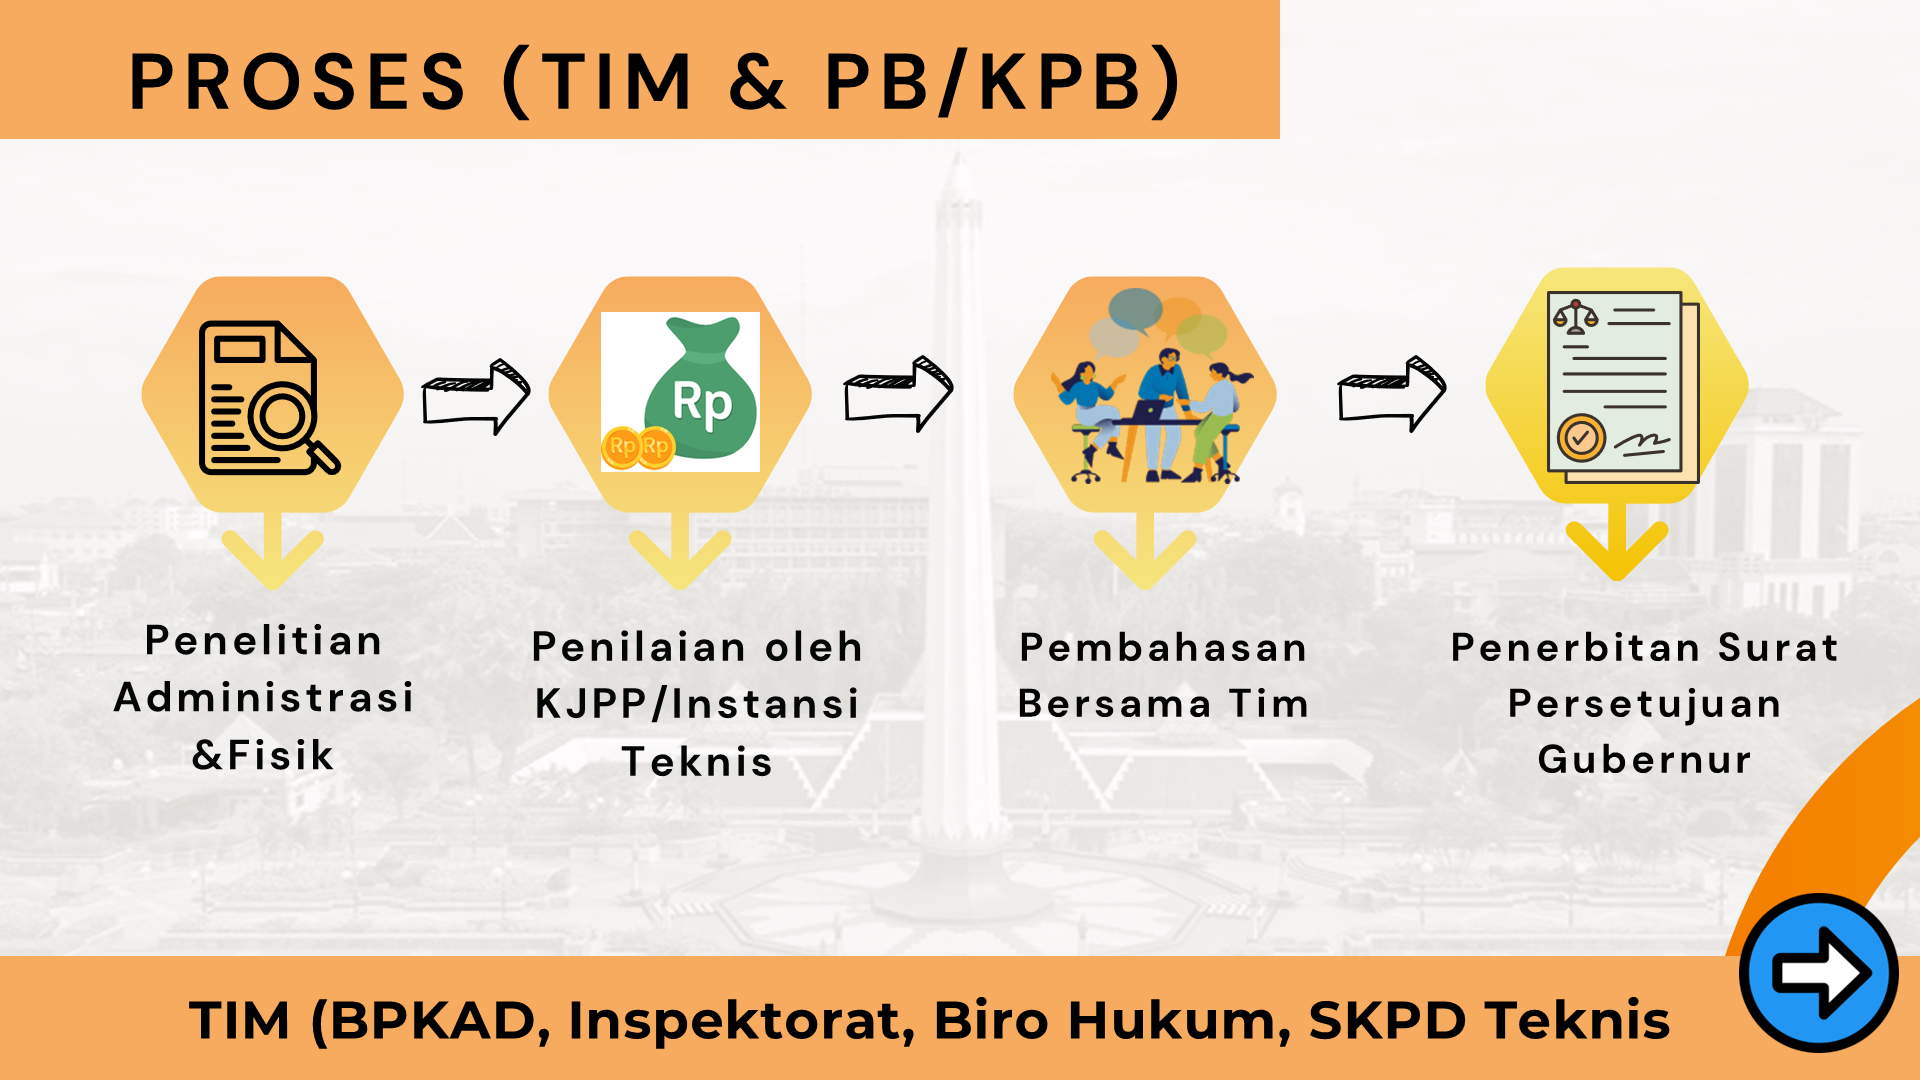 PROSES (TIM & PB/KPB)
Rp
Rp Rp
Penelitian
Administrasi
&Fisik
Penilaian oleh
KJPP/Instansi
Teknis
Pembahasan
Bersama Tim
Penerbitan Surat
Persetujuan
Gubernur
TIM (BPKAD, Inspektorat, Biro Hukum, SKPD Teknis